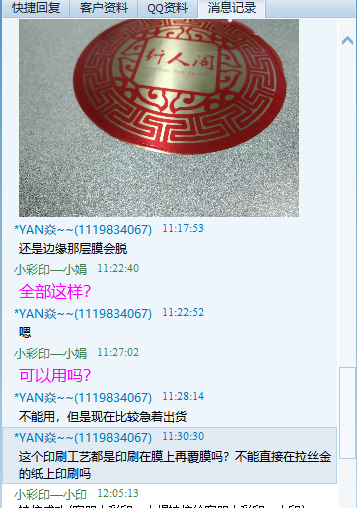 快捷回复 客户资料 QQ资料 消息记录
行人阁
*YAN焱~~(1119834067) 11:17:53
还是边缘那层膜会脱
小彩印—小娟 11:22:40
全部这样?
*YAN焱~~(1119834067) 11:22:52
嗯
小彩印—小娟 11:27:02
可以用吗?
*YAN焱~~(1119834067) 11:28:14
不能用，但是现在比较急着出货
*YAN焱~~(1119834067) 11:30:30
这个印刷工艺都是印刷在膜上再覆膜吗? 不能直接在拉丝金
的纸上印刷吗
小彩印—小印 12:05:13